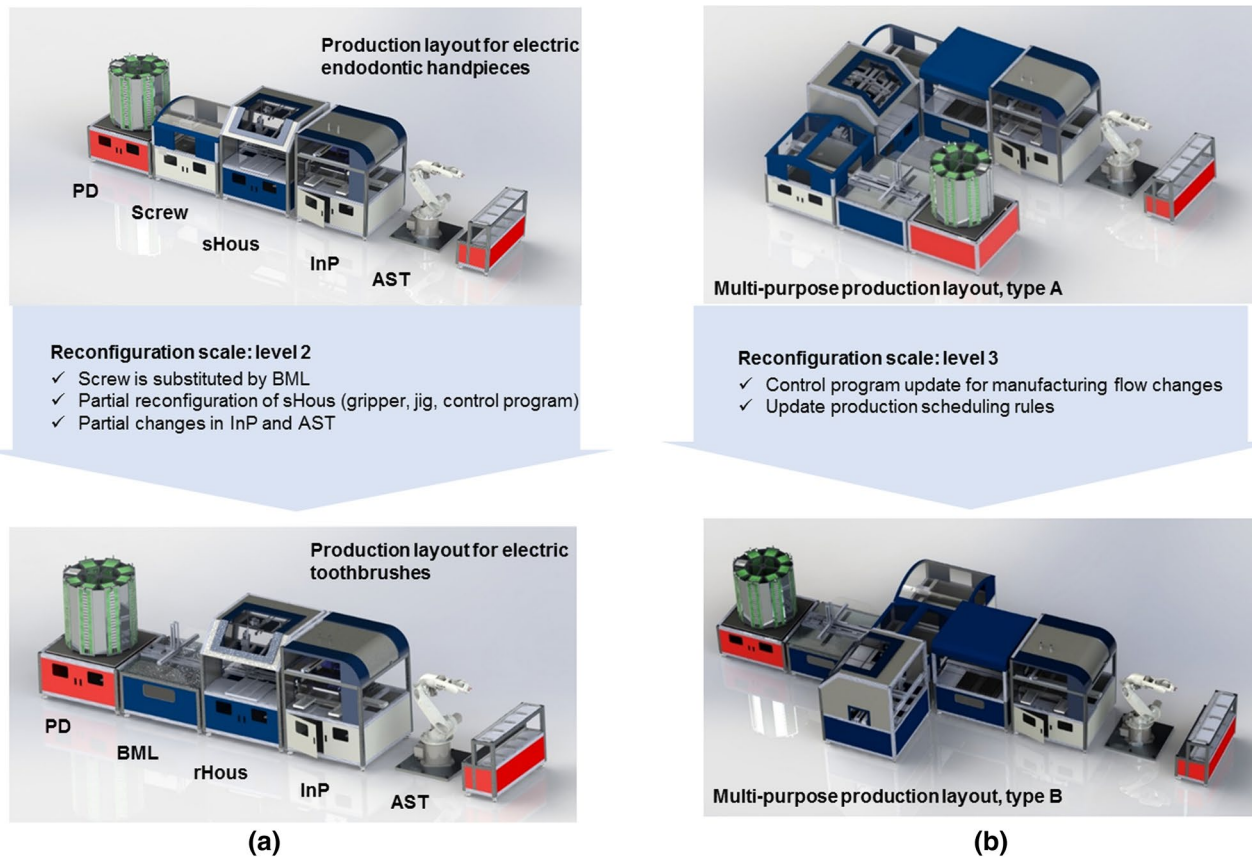 Production layout for electric
endodontic handpieces
PD
Screw
sHous
InP
AST
Reconfiguration scale: level 2
✓ Screw is substituted by BML
✓ Partial reconfiguration of sHous (gripper, jig, control program)
✓ Partial changes in InP and AST
Production layout for electric
toothbrushes
PD
BML
rHous
InP
AST
(a)
Multi-purpose production layout, type A
Reconfiguration scale: level 3
✓ Control program update for manufacturing flow changes
✓ Update production scheduling rules
Multi-purpose production layout, type B
(b)